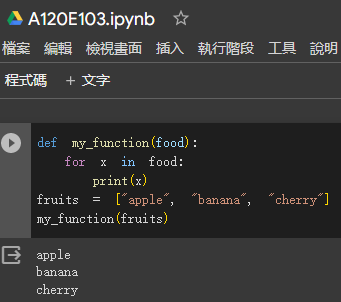 A120E103.ipynb
檔案 編輯 檢視畫面 插入 執行階段 工具 說明
程式碼 + 文字
def my_function(food):
    for x in food:
        print(x)
fruits = ["apple", "banana", "cherry"]
my_function(fruits)
apple
banana
cherry